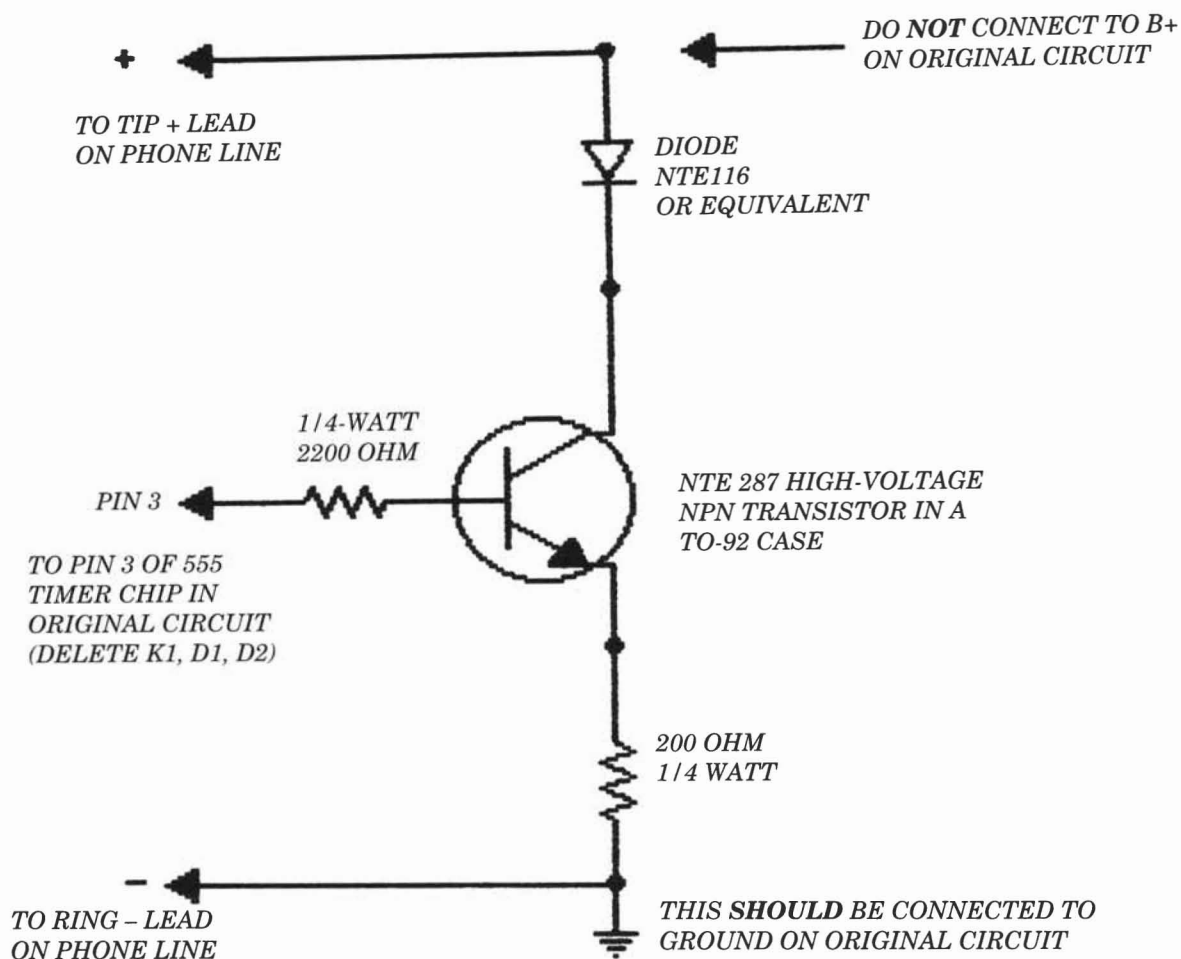 DO NOT CONNECT TO B+
ON ORIGINAL CIRCUIT
+
TO TIP + LEAD
ON PHONE LINE
DIODE
NTE116
OR EQUIVALENT
1/4-WATT
2200 OHM
PIN 3
NTE 287 HIGH-VOLTAGE
NPN TRANSISTOR IN A
TO-92 CASE
TO PIN 3 OF 555
TIMER CHIP IN
ORIGINAL CIRCUIT
(DELETE K1, D1, D2)
200 OHM
1/4 WATT
–
TO RING – LEAD
ON PHONE LINE
THIS SHOULD BE CONNECTED TO
GROUND ON ORIGINAL CIRCUIT